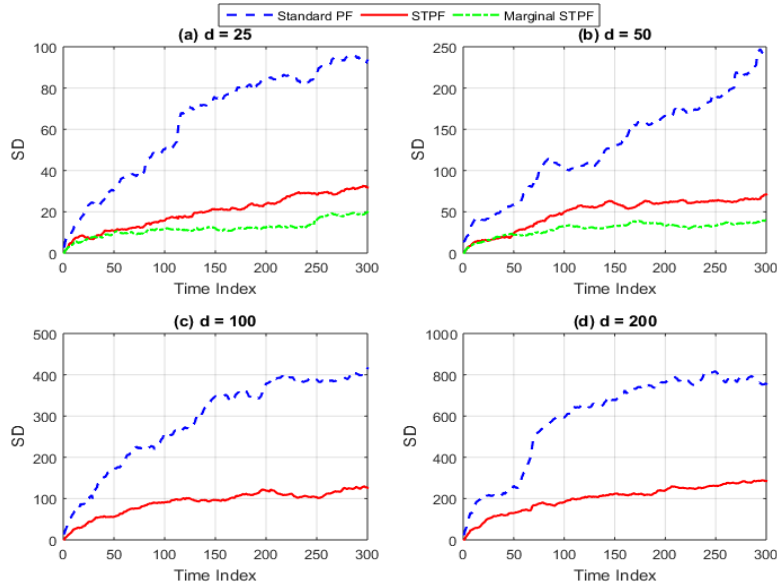 Standard PF STPF Marginal STPF
(a) d = 25
100
80
60
40
20
0
SD
0 50 100 150 200 250 300
Time Index
(b) d = 50
250
200
150
100
50
0
SD
0 50 100 150 200 250 300
Time Index
(c) d = 100
500
400
300
200
100
0
SD
0 50 100 150 200 250 300
Time Index
(d) d = 200
1000
800
600
400
200
0
SD
0 50 100 150 200 250 300
Time Index